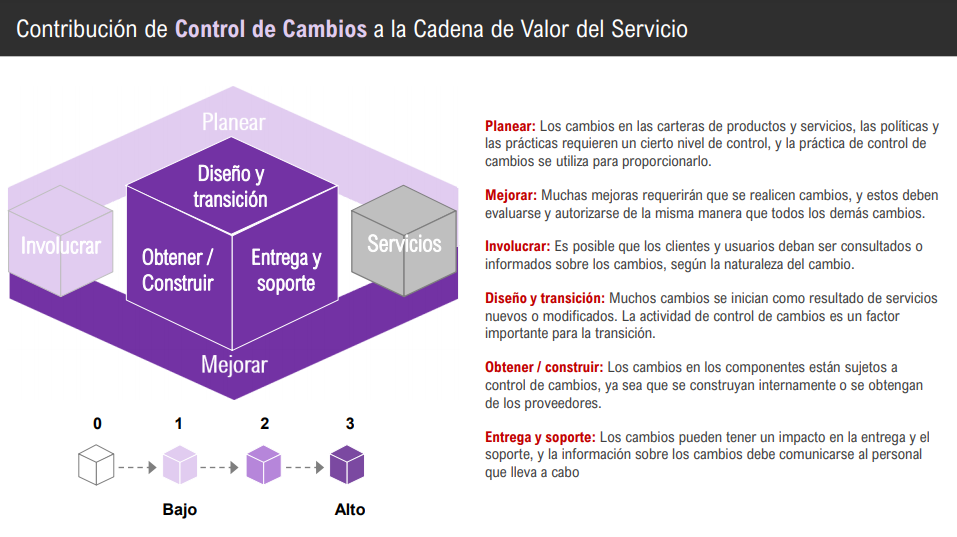 Contribución de Control de Cambios a la Cadena de Valor del Servicio
Planear
Diseño y
transición
Involucrar
Obtener /
Construir
Entrega y
soporte
Servicios
Mejorar
0
1
2
3
Bajo
Alto
Planear: Los cambios en las carteras de productos y servicios, las políticas y
las prácticas requieren un cierto nivel de control, y la práctica de control de
cambios se utiliza para proporcionarlo.
Mejorar: Muchas mejoras requerirán que se realicen cambios, y estos deben
evaluarse y autorizarse de la misma manera que todos los demás cambios.
Involucrar: Es posible que los clientes y usuarios deban ser consultados o
informados sobre los cambios, según la naturaleza del cambio.
Diseño y transición: Muchos cambios se inician como resultado de servicios
nuevos o modificados. La actividad de control de cambios es un factor
importante para la transición.
Obtener / construir: Los cambios en los componentes están sujetos a
control de cambios, ya sea que se construyan internamente o se obtengan
de los proveedores.
Entrega y soporte: Los cambios pueden tener un impacto en la entrega y el
soporte, y la información sobre los cambios debe comunicarse al personal
que lleva a cabo